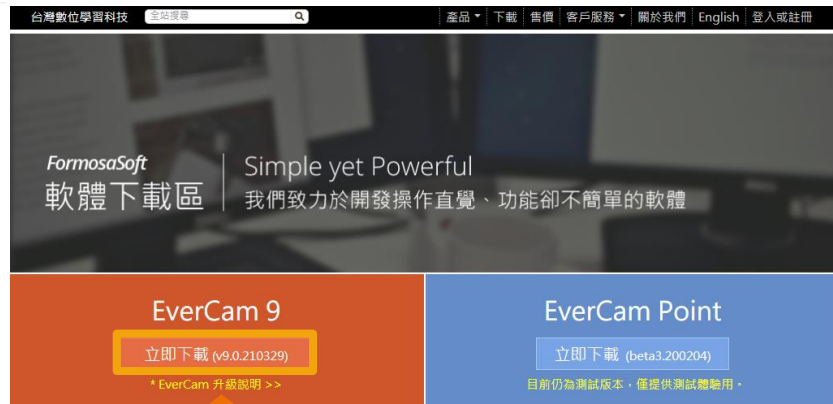 台灣數位學習科技 全站搜尋 產品 下載 售價 客戶服務 關於我們 English 登入或註冊
FormosaSoft
軟體下載區
Simple yet Powerful
我們致力於開發操作直覺、功能卻不簡單的軟體
EverCam 9
立即下載 (v9.0.210329)
* EverCam 升級說明 >>
EverCam Point
立即下載 (beta3.200204)
目前仍為測試版本，僅提供測試體驗用。